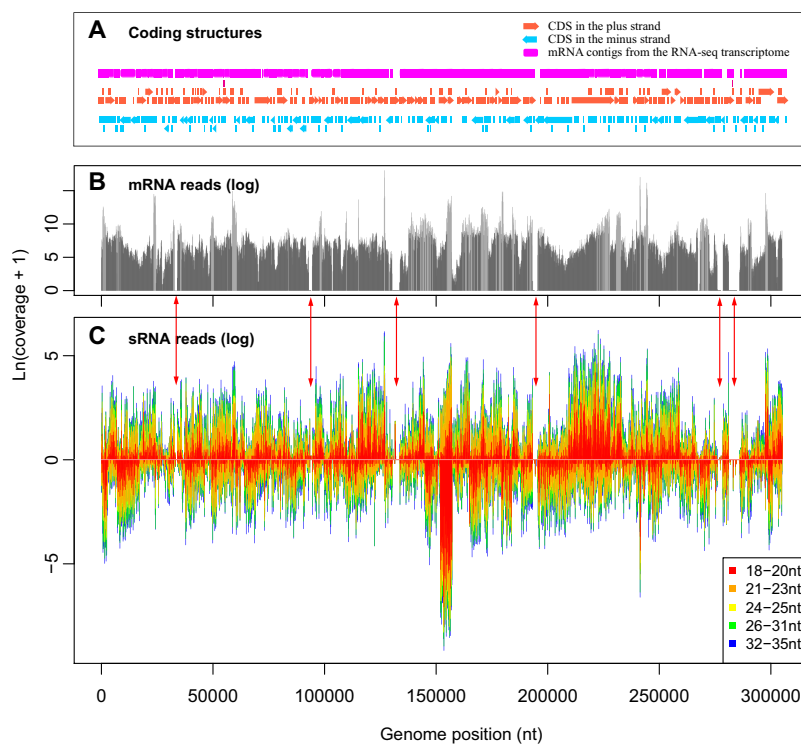 A Coding structures
CDS in the plus strand
CDS in the minus strand
mRNA contigs from the RNA-seq transcriptome
B mRNA reads (log)
10
5
0
Ln(coverage + 1)
C sRNA reads (log)
5
0
−5
18−20nt
21−23nt
24−25nt
26−31nt
32−35nt
0 50000 100000 150000 200000 250000 300000
Genome position (nt)